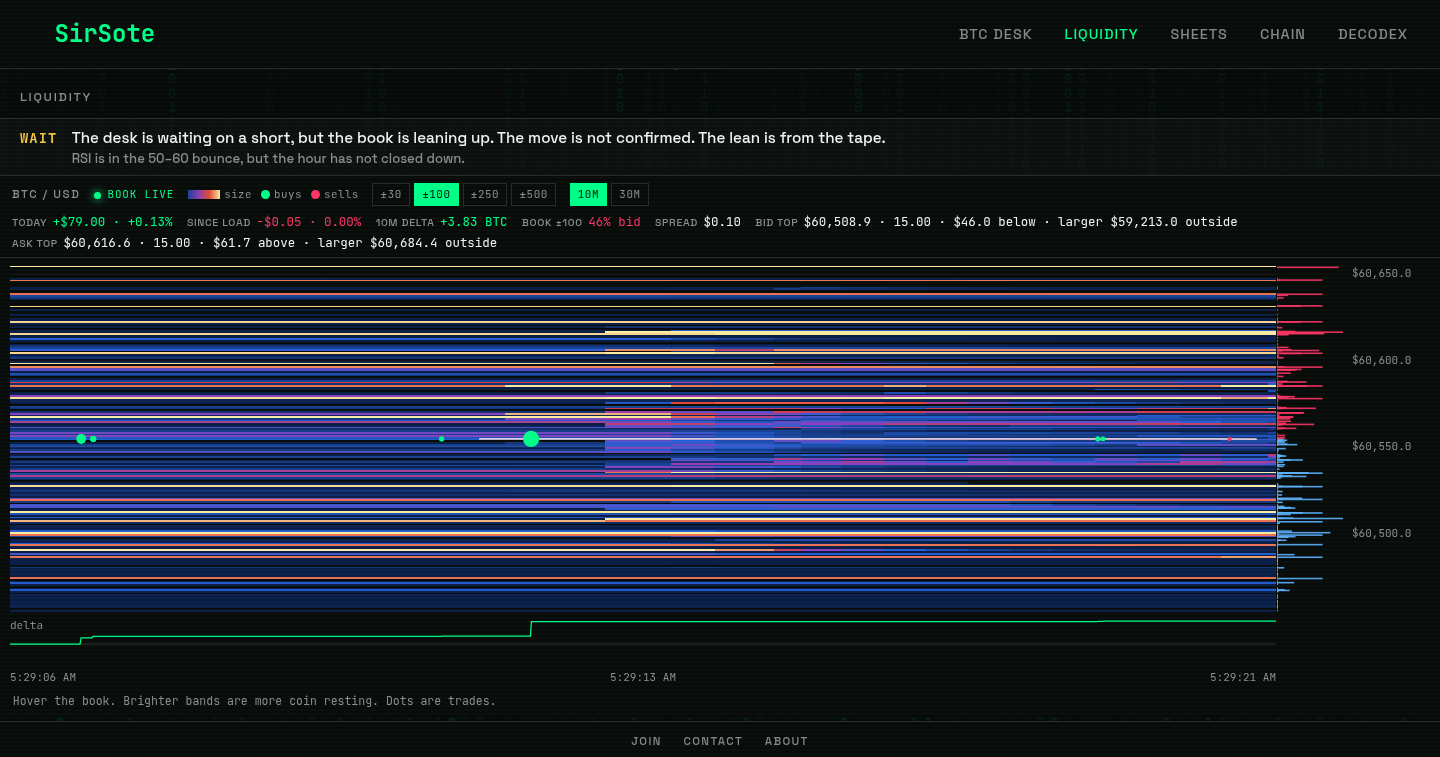 SirSote
BTC DESK LIQUIDITY SHEETS CHAIN DECODEX
LIQUIDITY
WAIT The desk is waiting on a short, but the book is leaning up. The move is not confirmed. The lean is from the tape.
RSI is in the 50–60 bounce, but the hour has not closed down.
BTC / USD BOOK LIVE size buys sells ±30 ±100 ±250 ±500 10M 30M
TODAY +$79.00 · +0.13% SINCE LOAD -$0.05 · 0.00% 10M DELTA +3.83 BTC BOOK ±100 46% bid SPREAD $0.10 BID TOP $60,508.9 · 15.00 · $46.0 below · larger $59,213.0 outside
ASK TOP $60,616.6 · 15.00 · $61.7 above · larger $60,684.4 outside
$60,650.0
$60,600.0
$60,550.0
$60,500.0
delta
5:29:06 AM 5:29:13 AM 5:29:21 AM
Hover the book. Brighter bands are more coin resting. Dots are trades.
JOIN CONTACT ABOUT